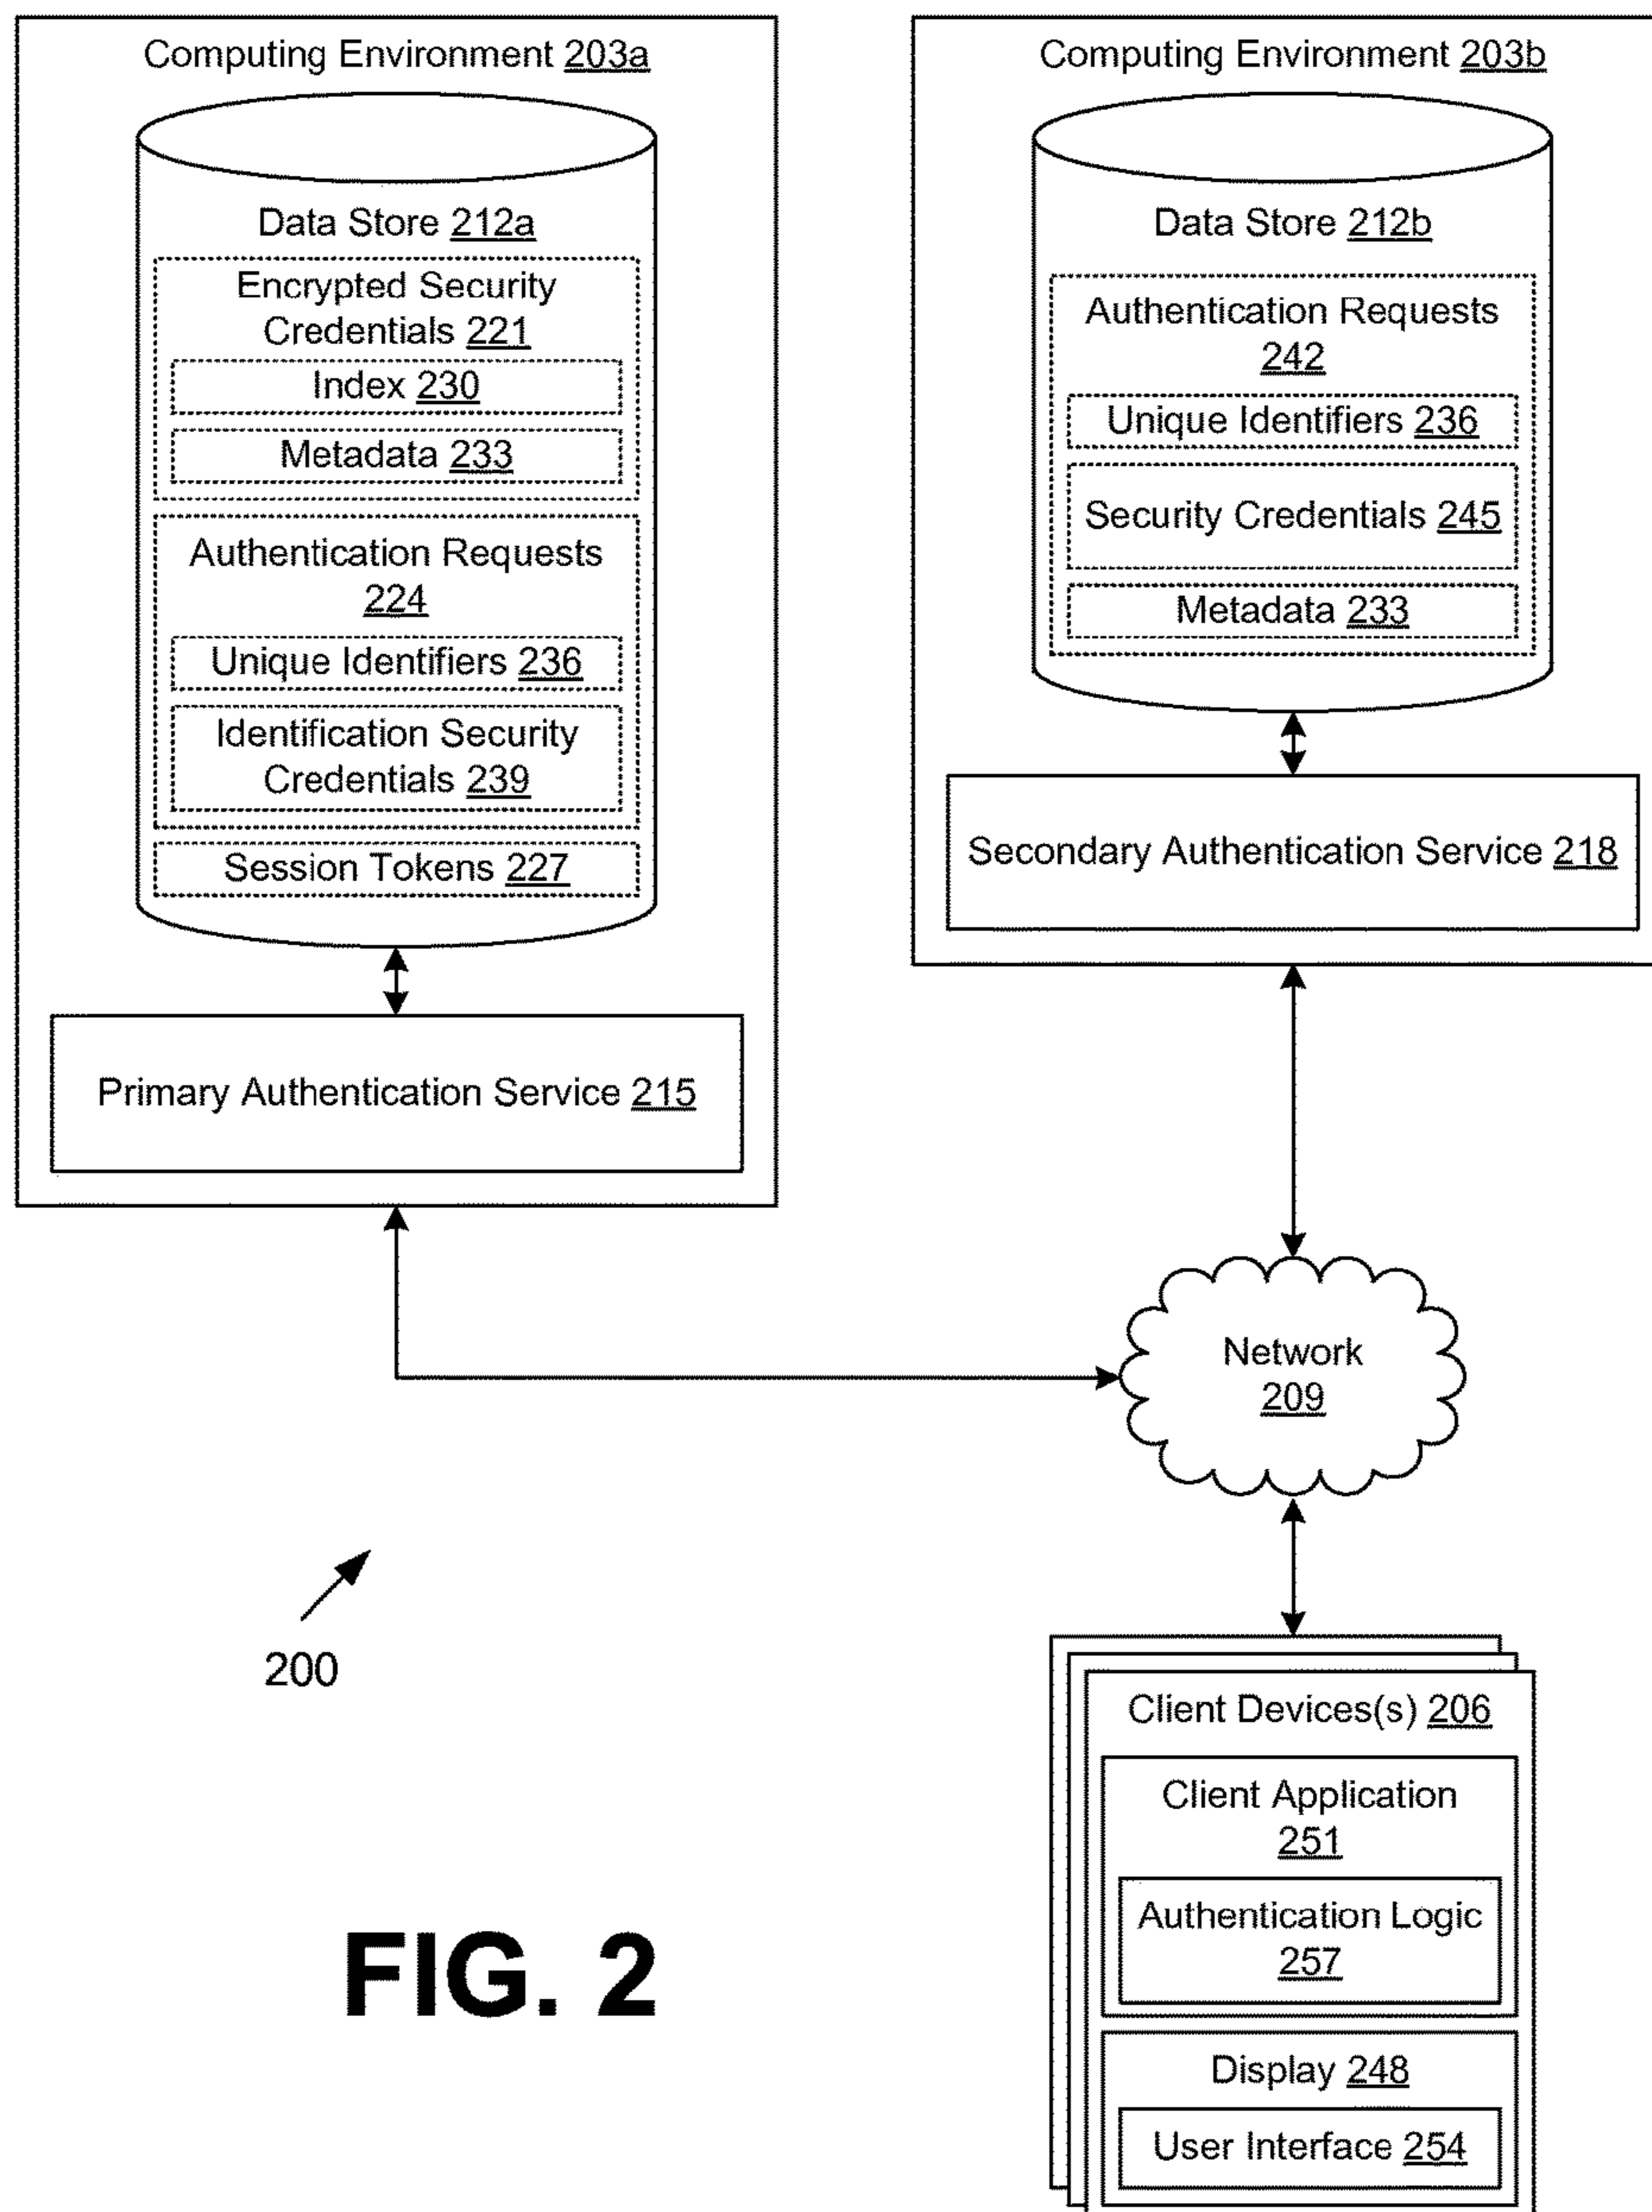 Computing Environment 203a
Data Store 212a
Encrypted Security
Credentials 221
Index 230
Metadata 233
Authentication Requests
224
Unique Identifiers 236
Identification Security
Credentials 239
Session Tokens 227
Primary Authentication Service 215
Computing Environment 203b
Data Store 212b
Authentication Requests
242
Unique Identifiers 236
Security Credentials 245
Metadata 233
Secondary Authentication Service 218
Network
209
200
Client Devices(s) 206
Client Application
251
Authentication Logic
257
Display 248
User Interface 254
FIG. 2